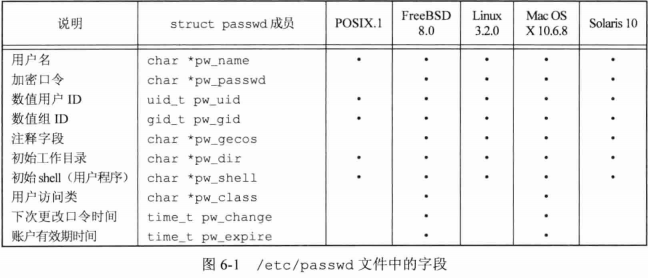 说明 struct passwd 成员 POSIX.1 FreeBSD 8.0 Linux 3.2.0 Mac OS X 10.6.8 Solaris 10
用户名 char *pw_name • • • • •
加密口令 char *pw_passwd • • • •
数值用户 ID uid_t pw_uid • • • • •
数值组 ID gid_t pw_gid • • • • •
注释字段 char *pw_gecos • • • •
初始工作目录 char *pw_dir • • • • •
初始 shell（用户程序） char *pw_shell • • • • •
用户访问类 char *pw_class • •
下次更改口令时间 time_t pw_change • •
账户有效期时间 time_t pw_expire • •
图 6-1 /etc/passwd 文件中的字段